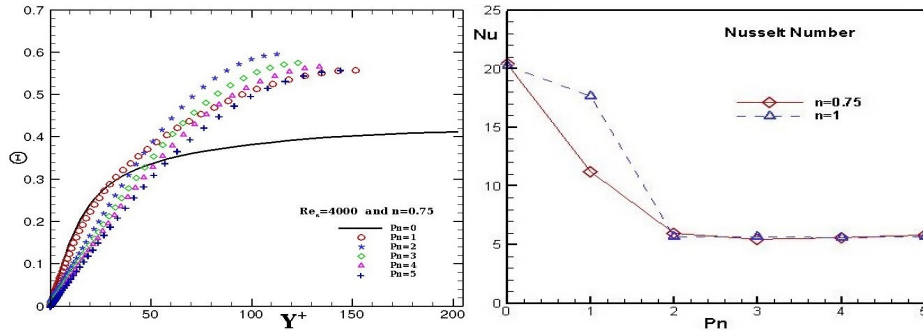 0.7
0.6
0.5
0.4
0.3
0.2
0.1
0
Θ
Re =4000 and n=0.75
Pn=0
Pn=1
Pn=2
Pn=3
Pn=4
Pn=5
50 100 150 200
Y+
25
Nu
20
15
10
5
0
Nusselt Number
n=0.75
n=1
0 1 2 3 4 5
Pn